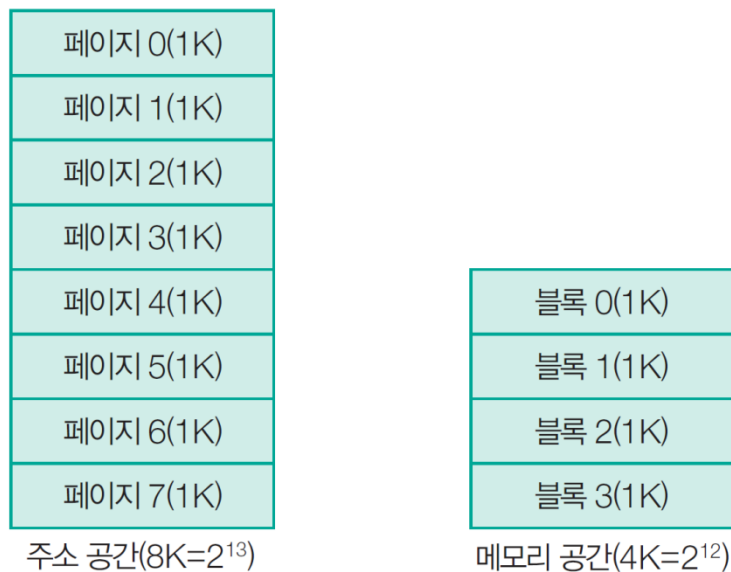 페이지 0(1K)
페이지 1(1K)
페이지 2(1K)
페이지 3(1K)
페이지 4(1K)
페이지 5(1K)
페이지 6(1K)
페이지 7(1K)
주소 공간(8K=2¹³)
블록 0(1K)
블록 1(1K)
블록 2(1K)
블록 3(1K)
메모리 공간(4K=2¹²)